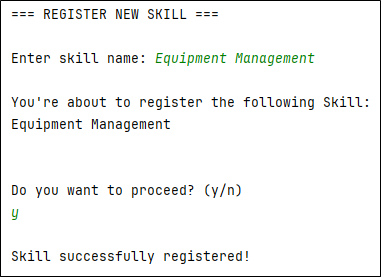 === REGISTER NEW SKILL ===
Enter skill name: Equipment Management
You're about to register the following Skill:
Equipment Management
Do you want to proceed? (y/n)
y
Skill successfully registered!